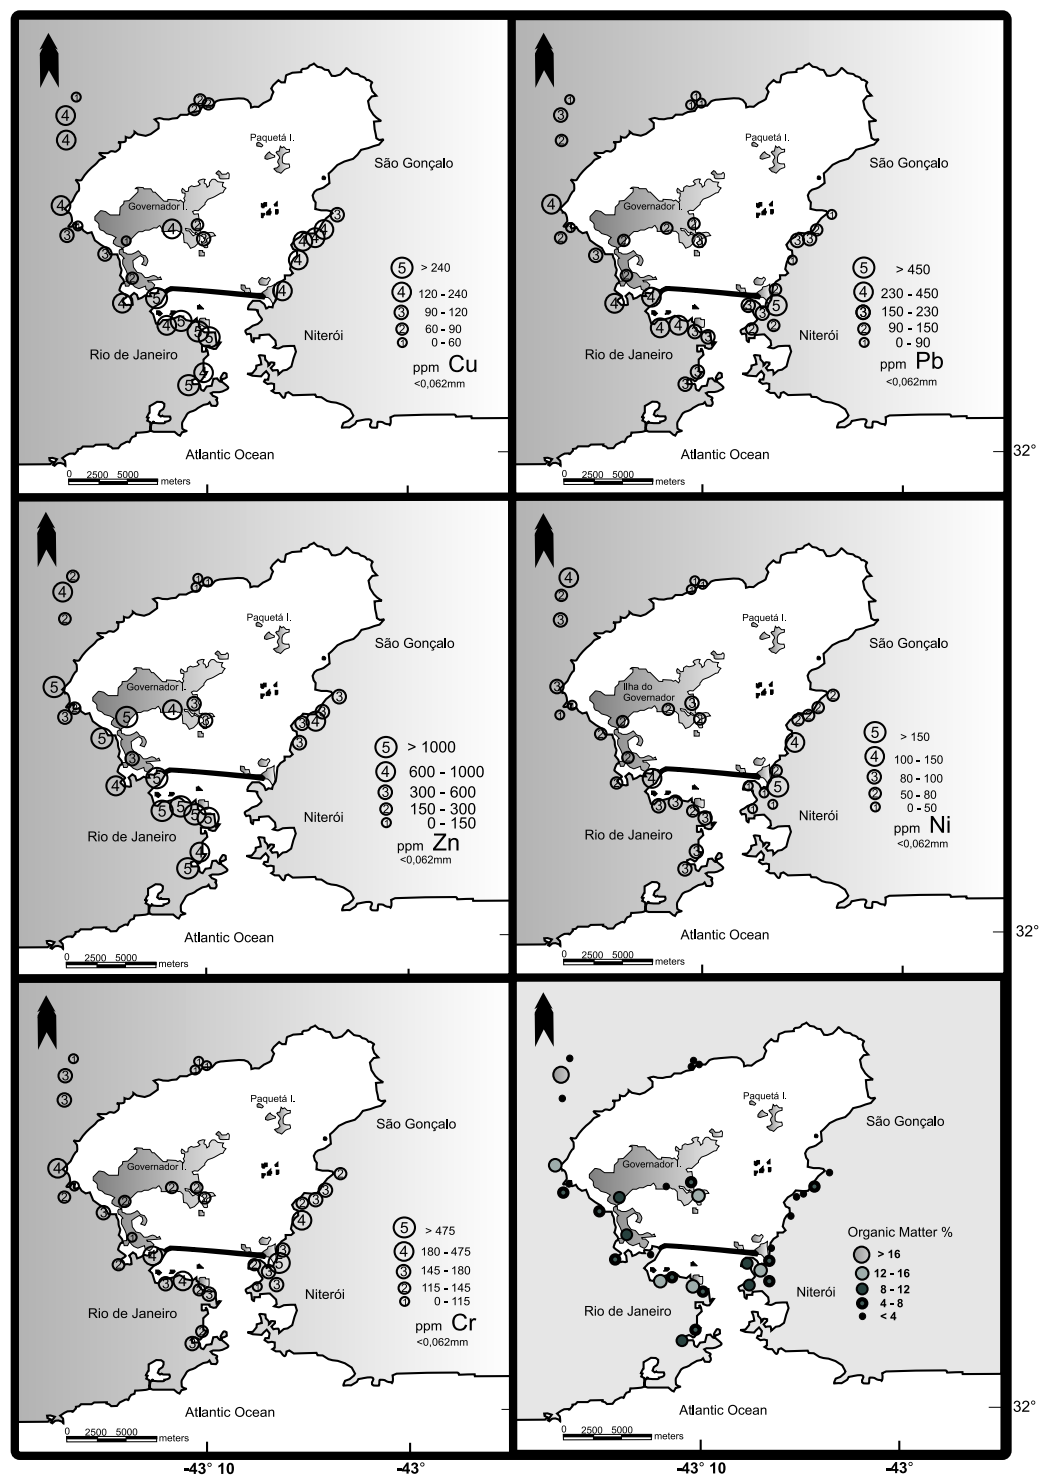 Paquetá I.
São Gonçalo
Governador I.
5 > 240
4 120 - 240
3 90 - 120
2 60 - 90
1 0 - 60
ppm Cu
<0,062mm
Niterói
Rio de Janeiro
Atlantic Ocean
0 2500 5000
meters
Paquetá I.
São Gonçalo
Governador I.
5 > 450
4 230 - 450
3 150 - 230
2 90 - 150
1 0 - 90
ppm Pb
<0,062mm
Niterói
Rio de Janeiro
Atlantic Ocean
32°
0 2500 5000
meters
Paquetá I.
São Gonçalo
Governador I.
5 > 1000
4 600 - 1000
3 300 - 600
2 150 - 300
1 0 - 150
ppm Zn
<0,062mm
Niterói
Rio de Janeiro
Atlantic Ocean
0 2500 5000
meters
Paquetá I.
São Gonçalo
Ilha do
Governador
5 > 150
4 100 - 150
3 80 - 100
2 50 - 80
1 0 - 50
ppm Ni
<0,062mm
Niterói
Rio de Janeiro
Atlantic Ocean
32°
0 2500 5000
meters
Paquetá I.
São Gonçalo
Governador I.
5 > 475
4 180 - 475
3 145 - 180
2 115 - 145
1 0 - 115
ppm Cr
<0,062mm
Niterói
Rio de Janeiro
Atlantic Ocean
0 2500 5000
meters
Paquetá I.
São Gonçalo
Governador I.
Organic Matter %
> 16
12 - 16
8 - 12
4 - 8
< 4
Niterói
Rio de Janeiro
Atlantic Ocean
32°
0 2500 5000
meters
-43° 10 -43° -43° 10 -43°